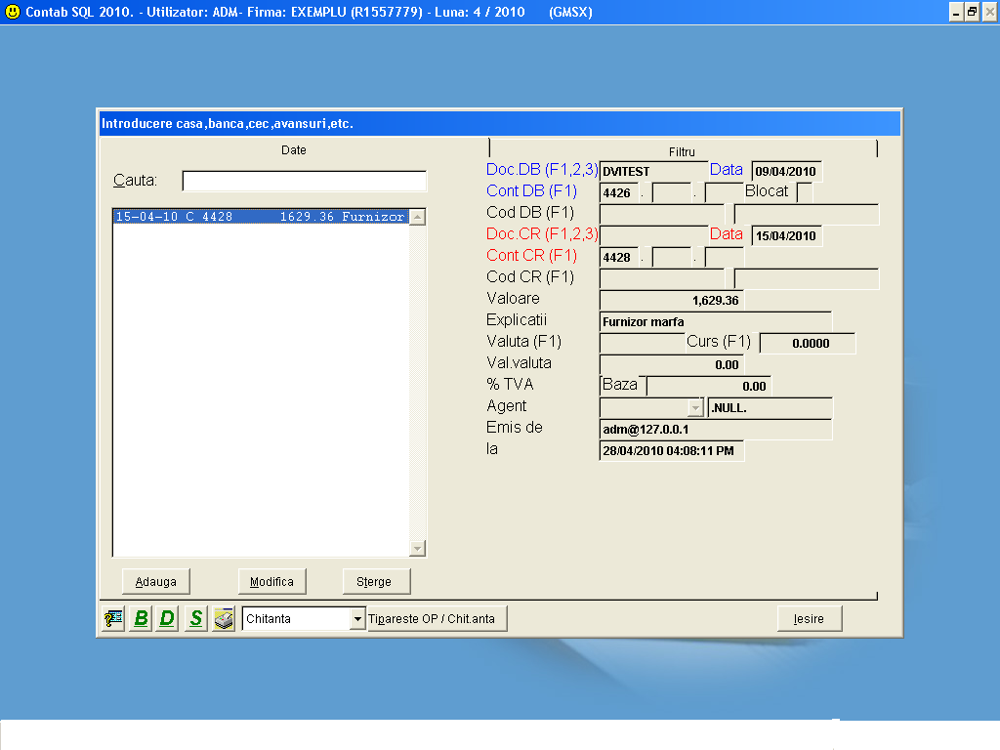 Contab SQL 2010. - Utilizator: ADM- Firma: EXEMPLU (R1557779) - Luna: 4 / 2010 (GMSX)
Introducere casa,banca,cec,avansuri,etc.
Date
Filtru
Cauta:
15-04-10 C 4428 1629.36 Furnizor
Doc.DB (F1,2,3) DVITEST Data 09/04/2010
Cont DB (F1) 4426 . . Blocat
Cod DB (F1)
Doc.CR (F1,2,3) Data 15/04/2010
Cont CR (F1) 4428 . .
Cod CR (F1)
Valoare 1,629.36
Explicatii Furnizor marfa
Valuta (F1) Curs (F1) 0.0000
Val.valuta 0.00
% TVA Baza 0.00
Agent .NULL.
Emis de adm@127.0.0.1
la 28/04/2010 04:08:11 PM
Adauga Modifica Sterge
B D S Chitanta Tipareste OP / Chit.anta Iesire